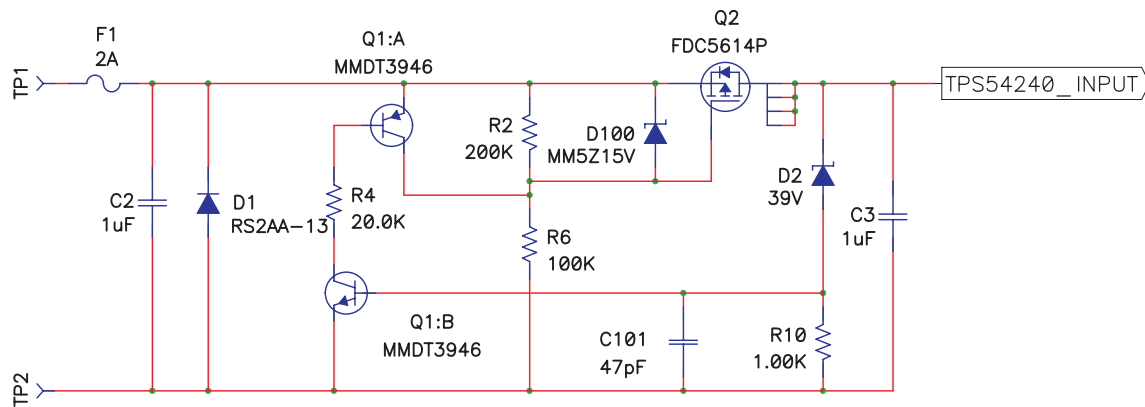 F1
2A
TP1
Q1:A
MMDT3946
Q2
FDC5614P
TPS54240_INPUT
R2
200K
D100
MM5Z15V
D2
39V
C2
1uF
D1
RS2AA-13
R4
20.0K
C3
1uF
R6
100K
Q1:B
MMDT3946
C101
47pF
R10
1.00K
TP2